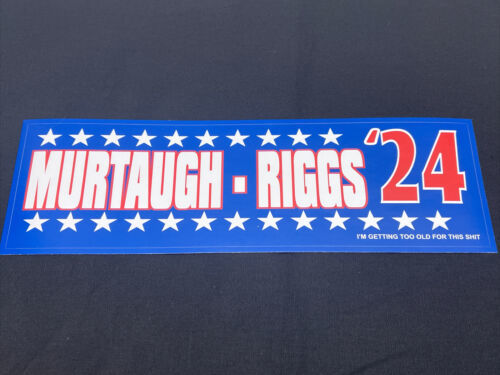 MURTAUGH - RIGGS '24
I'M GETTING TOO OLD FOR THIS SHIT